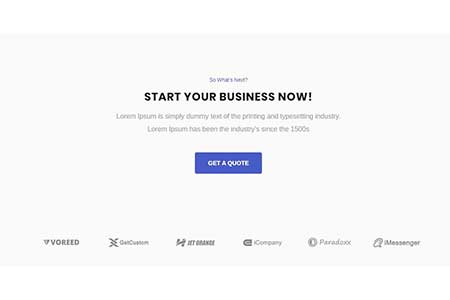 So What's Next?
START YOUR BUSINESS NOW!
Lorem Ipsum is simply dummy text of the printing and typesetting industry.
Lorem Ipsum has been the industry's since the 1500s
GET A QUOTE
VOREED GetCustom JET ORANGE iCompany Paradoxx iMessenger